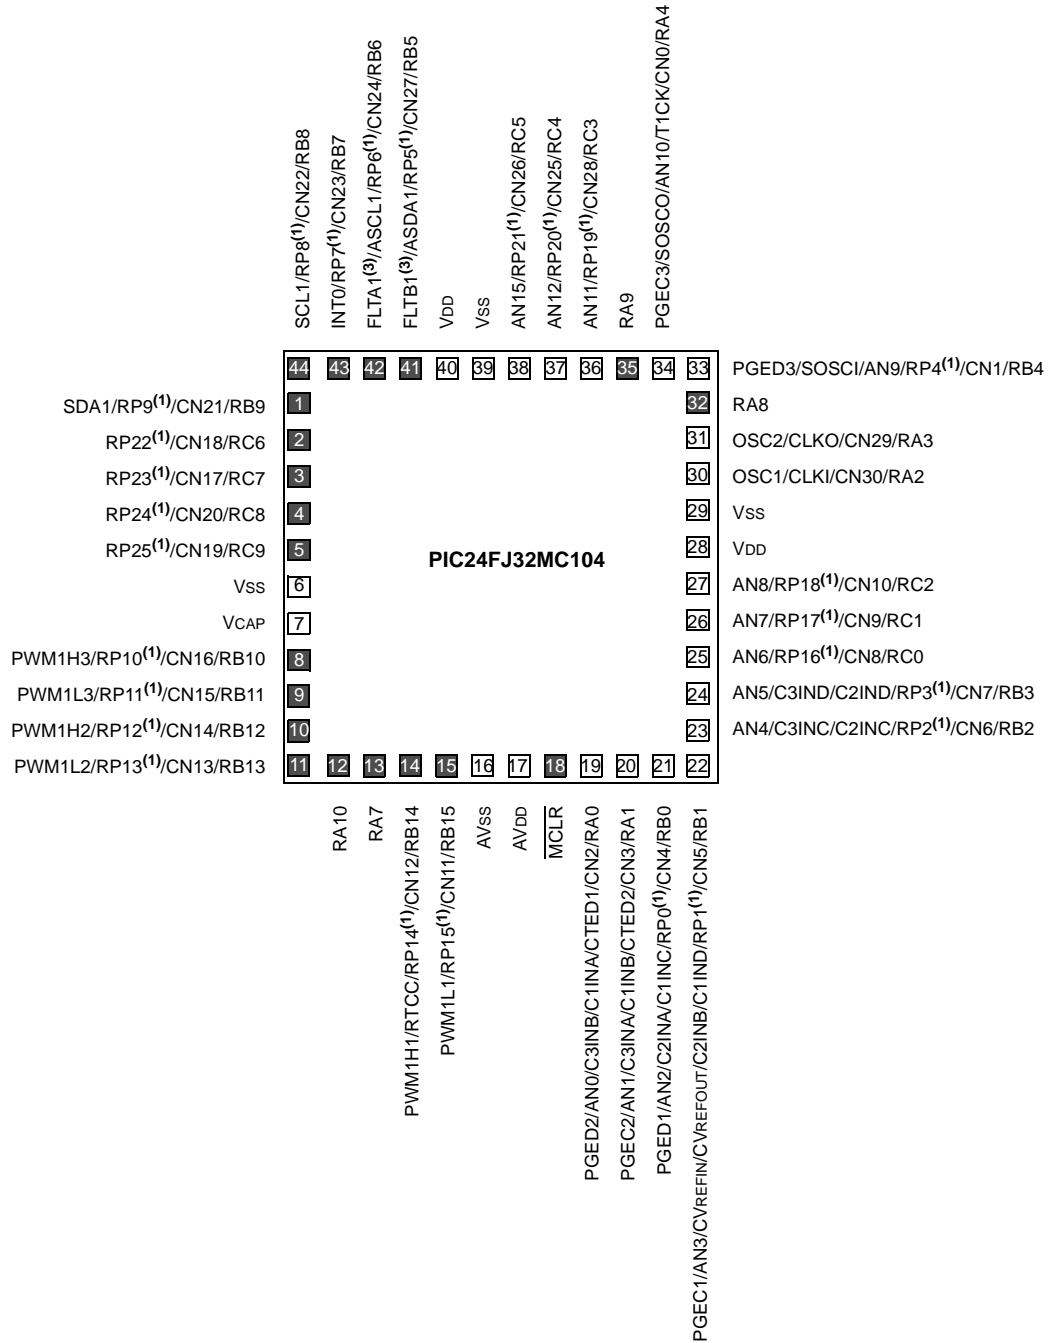 SCL1/RP8(1)/CN22/RB8
INT0/RP7(1)/CN23/RB7
FLTA1(3)/ASCL1/RP6(1)/CN24/RB6
FLTB1(3)/ASDA1/RP5(1)/CN27/RB5
VDD
VSS
AN15/RP21(1)/CN26/RC5
AN12/RP20(1)/CN25/RC4
AN11/RP19(1)/CN28/RC3
RA9
PGEC3/SOSCO/AN10/T1CK/CN0/RA4
44 43 42 41 40 39 38 37 36 35 34 33 PGED3/SOSCI/AN9/RP4(1)/CN1/RB4
SDA1/RP9(1)/CN21/RB9 1 32 RA8
RP22(1)/CN18/RC6 2 31 OSC2/CLKO/CN29/RA3
RP23(1)/CN17/RC7 3 30 OSC1/CLKI/CN30/RA2
RP24(1)/CN20/RC8 4 29 VSS
RP25(1)/CN19/RC9 5 28 VDD
PIC24FJ32MC104
VSS 6 27 AN8/RP18(1)/CN10/RC2
VCAP 7 26 AN7/RP17(1)/CN9/RC1
PWM1H3/RP10(1)/CN16/RB10 8 25 AN6/RP16(1)/CN8/RC0
PWM1L3/RP11(1)/CN15/RB11 9 24 AN5/C3IND/C2IND/RP3(1)/CN7/RB3
PWM1H2/RP12(1)/CN14/RB12 10 23 AN4/C3INC/C2INC/RP2(1)/CN6/RB2
PWM1L2/RP13(1)/CN13/RB13 11 12 13 14 15 16 17 18 19 20 21 22
RA10
RA7
PWM1H1/RTCC/RP14(1)/CN12/RB14
PWM1L1/RP15(1)/CN11/RB15
AVSS
AVDD
MCLR
PGED2/AN0/C3INB/C1INA/CTED1/CN2/RA0
PGEC2/AN1/C3INA/C1INB/CTED2/CN3/RA1
PGED1/AN2/C2INA/C1INC/RP0(1)/CN4/RB0
PGEC1/AN3/CVREFIN/CVREFOUT/C2INB/C1IND/RP1(1)/CN5/RB1